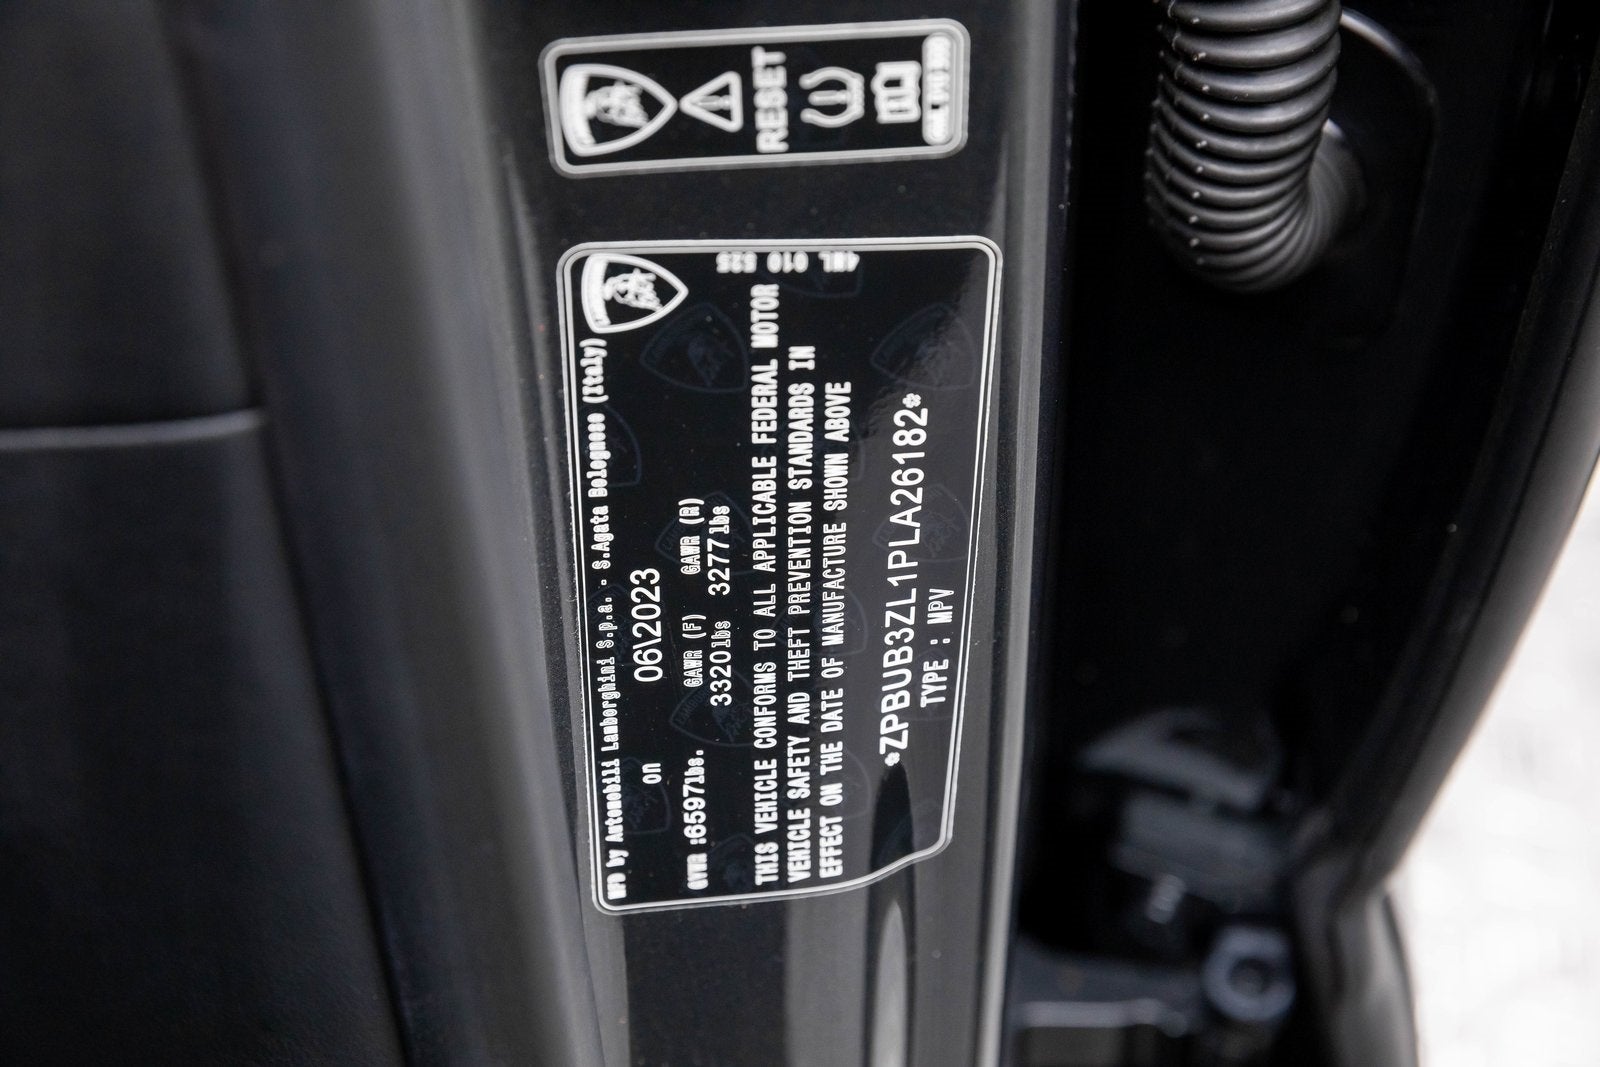 RESET
MFD by Automobili Lamborghini S.p.a. - S.Agata Bolognese (Italy)
on 06\2023
GVWR :6597lbs. GAWR (F) GAWR (R)
3320lbs 3277lbs
THIS VEHICLE CONFORMS TO ALL APPLICABLE FEDERAL MOTOR
VEHICLE SAFETY AND THEFT PREVENTION STANDARDS IN
EFFECT ON THE DATE OF MANUFACTURE SHOWN ABOVE
*ZPBUB3ZL1PLA26182*
TYPE : MPV
4ML 010 525